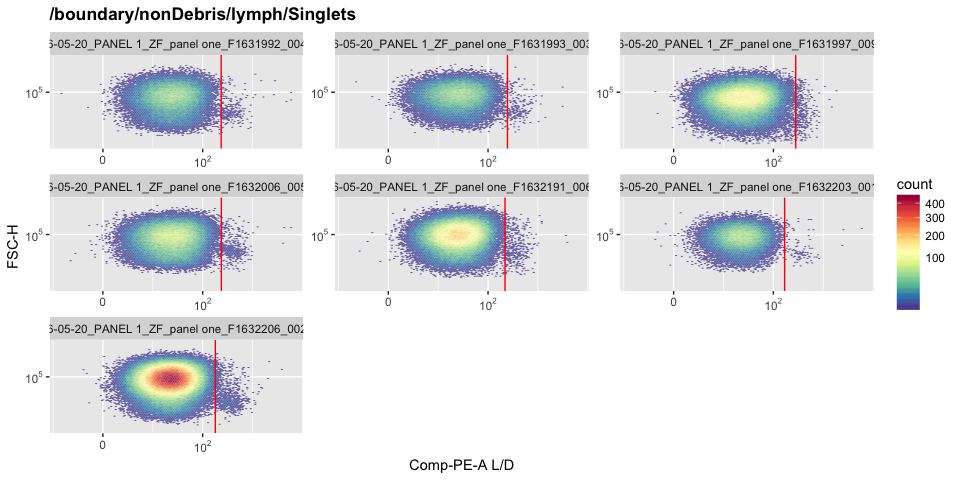 /boundary/nonDebris/lymph/Singlets
6-05-20_PANEL 1_ZF_panel one_F1631992_004
6-05-20_PANEL 1_ZF_panel one_F1631993_003
6-05-20_PANEL 1_ZF_panel one_F1631997_009
10⁵
10⁵
10⁵
0
10²
0
10²
0
10²
6-05-20_PANEL 1_ZF_panel one_F1632006_005
6-05-20_PANEL 1_ZF_panel one_F1632191_006
6-05-20_PANEL 1_ZF_panel one_F1632203_001
10⁵
10⁵
10⁵
0
10²
0
10²
0
10²
6-05-20_PANEL 1_ZF_panel one_F1632206_002
10⁵
0
10²
FSC-H
Comp-PE-A L/D
count
400
300
200
100